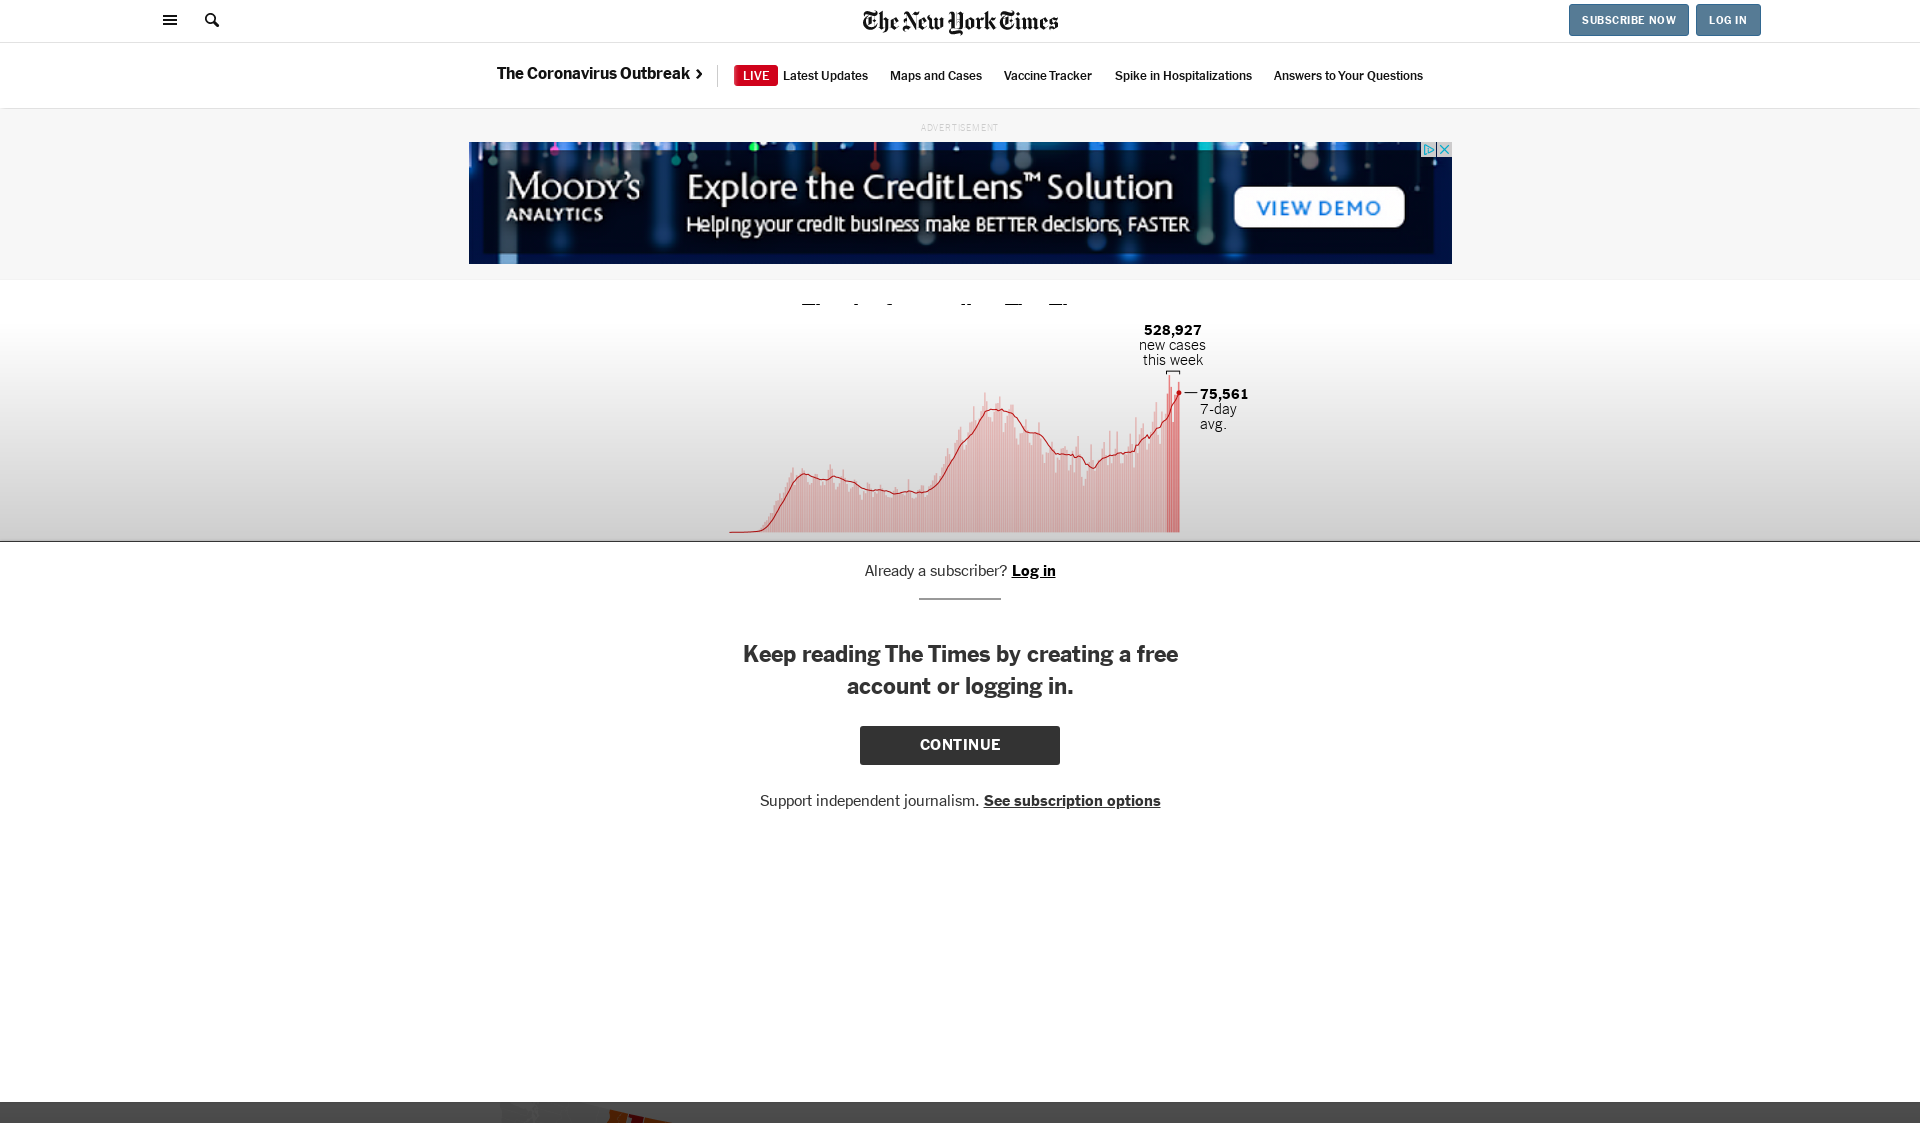 The New York Times
SUBSCRIBE NOW
LOG IN
The Coronavirus Outbreak
LIVE Latest Updates
Maps and Cases
Vaccine Tracker
Spike in Hospitalizations
Answers to Your Questions
ADVERTISEMENT
MOODY'S
ANALYTICS
Explore the CreditLens™ Solution
Helping your credit business make BETTER decisions, FASTER
VIEW DEMO
528,927
new cases
this week
75,561
7-day
avg.
Already a subscriber? Log in
Keep reading The Times by creating a free
account or logging in.
CONTINUE
Support independent journalism. See subscription options